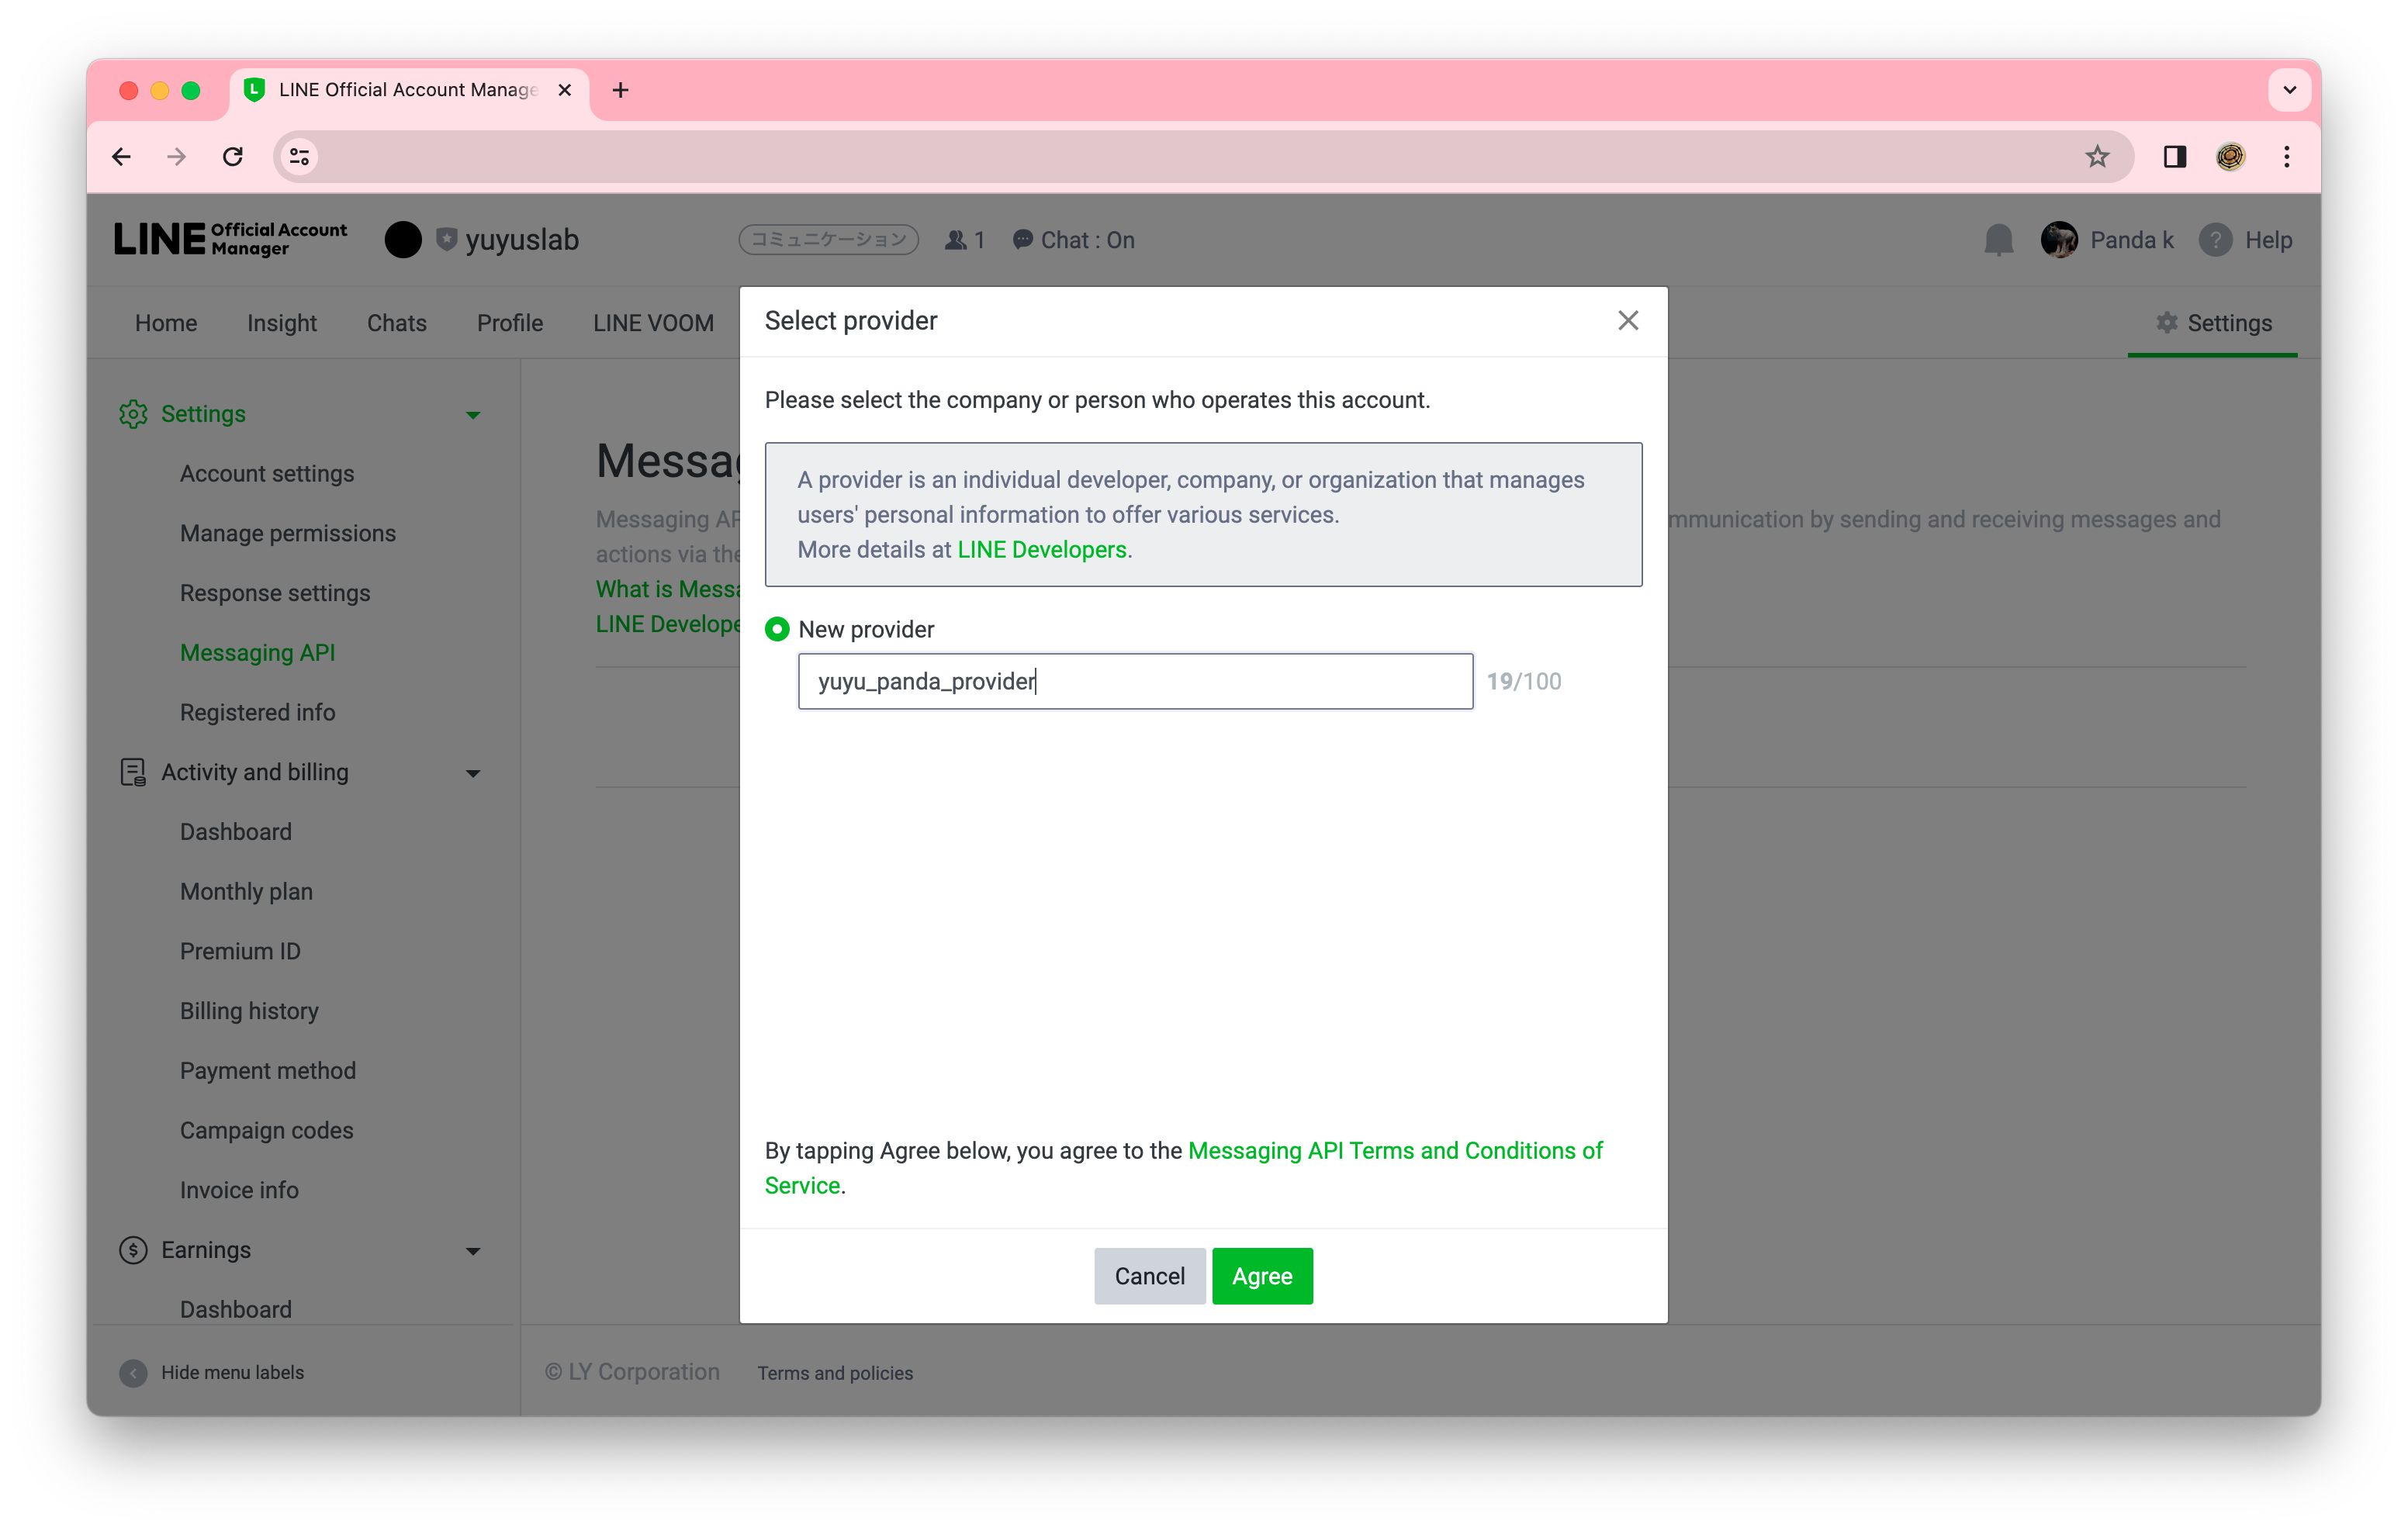 LINE Official Account Manage
LINE Official Account
Manager
yuyuslab
コミュニケーション
1
Chat : On
Panda k
? Help
Home
Insight
Chats
Profile
LINE VOOM
Settings
Settings
Account settings
Manage permissions
Response settings
Messaging API
Registered info
Activity and billing
Dashboard
Monthly plan
Premium ID
Billing history
Payment method
Campaign codes
Invoice info
$ Earnings
Dashboard
Hide menu labels
Messag
Messaging AP
mmunication by sending and receiving messages and
actions via the
What is Messa
LINE Develope
Select provider
Please select the company or person who operates this account.
A provider is an individual developer, company, or organization that manages
users' personal information to offer various services.
More details at LINE Developers.
New provider
yuyu_panda_provider
19/100
By tapping Agree below, you agree to the Messaging API Terms and Conditions of
Service.
Cancel
Agree
© LY Corporation
Terms and policies